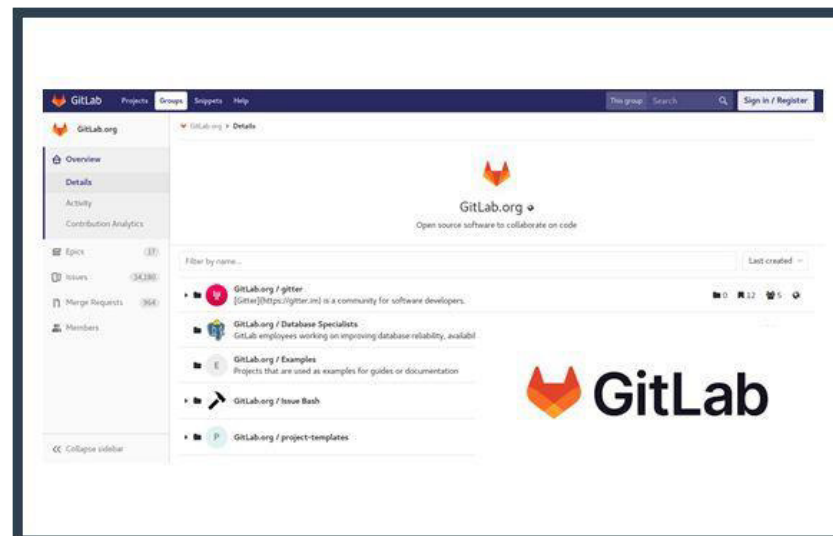 GitLab Projects Groups Snippets Help This group Search Sign in / Register
GitLab.org
GitLab.org > Details
Overview
Details
Activity
Contribution Analytics
Epics 17
Issues 14,180
Merge Requests 964
Members
Collapse sidebar
GitLab.org
Open source software to collaborate on code
Filter by name... Last created
GitLab.org / gitter
[Gitter](https://gitter.im) is a community for software developers. 0 12 5
GitLab.org / Database Specialists
GitLab employees working on improving database reliability, availabil
E GitLab.org / Examples
Projects that are used as examples for guides or documentation
GitLab.org / Issue Bash
P GitLab.org / project-templates
GitLab